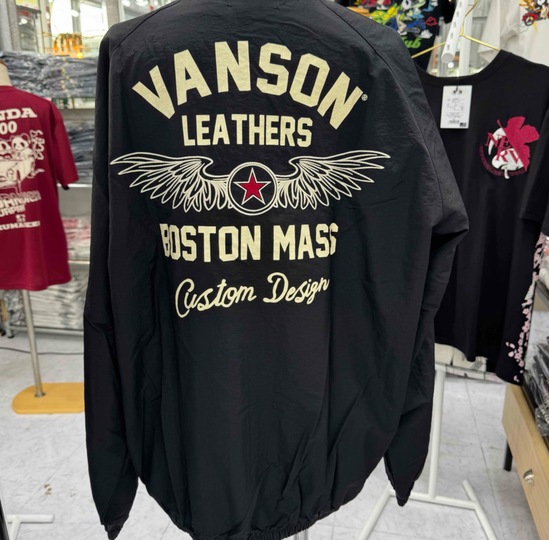 VANSON®
LEATHERS
BOSTON MASS
Custom Design